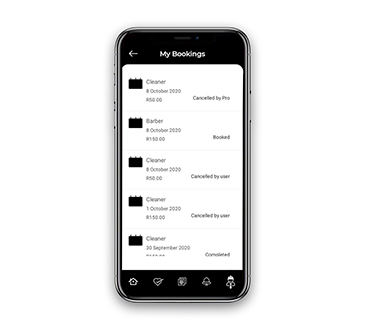 My Bookings
Cleaner
8 October 2020
R50.00
Cancelled by Pro
Barber
8 October 2020
R150.00
Booked
Cleaner
8 October 2020
R50.00
Cancelled by user
Cleaner
1 October 2020
R150.00
Cancelled by user
Cleaner
30 September 2020
Completed